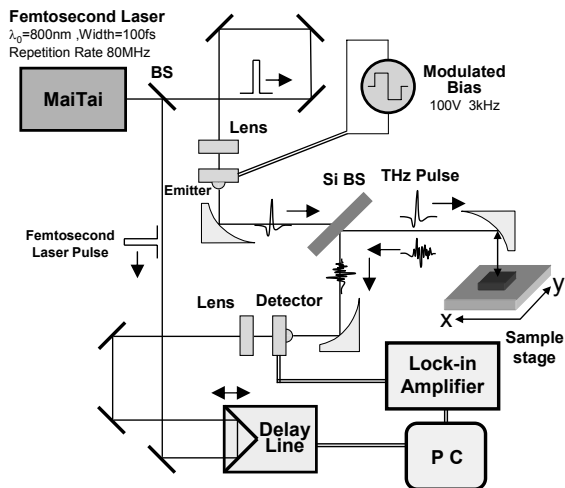 Femtosecond Laser
λ₀=800nm ,Width=100fs
Repetition Rate 80MHz
BS
MaiTai
Modulated
Bias
100V 3kHz
Lens
Emitter
Si BS
THz Pulse
Femtosecond
Laser Pulse
Lens
Detector
x
y
Sample
stage
Lock-in
Amplifier
Delay
Line
P C